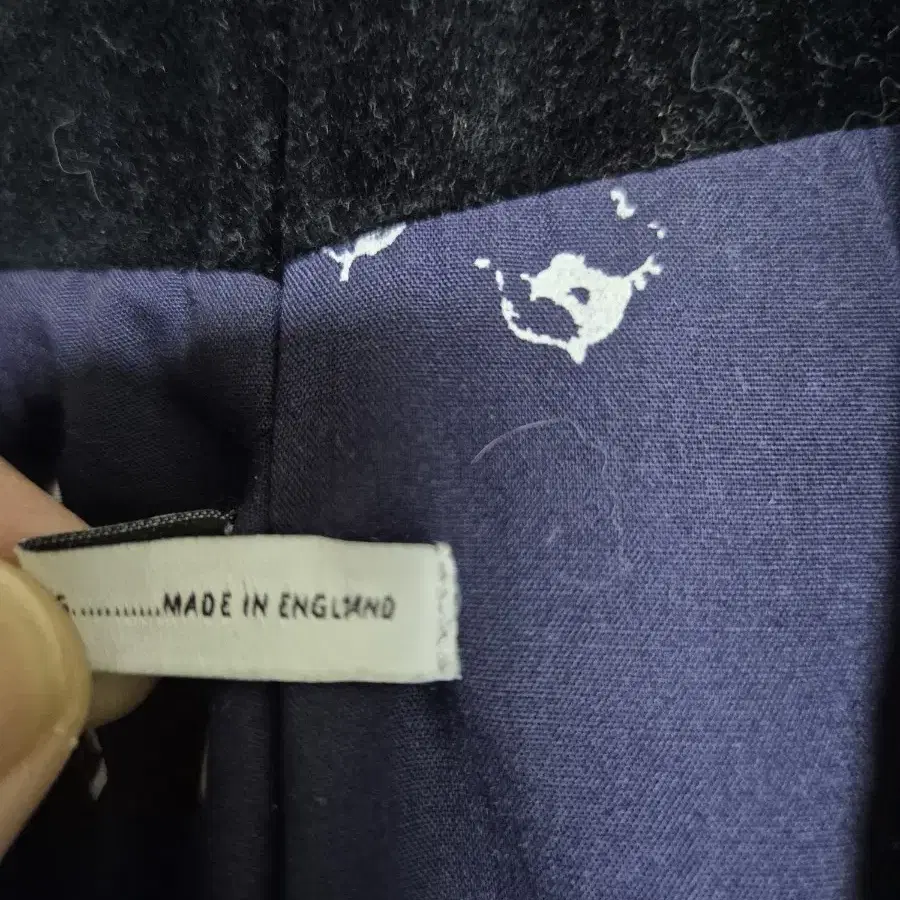 ...........MADE IN ENGLAND